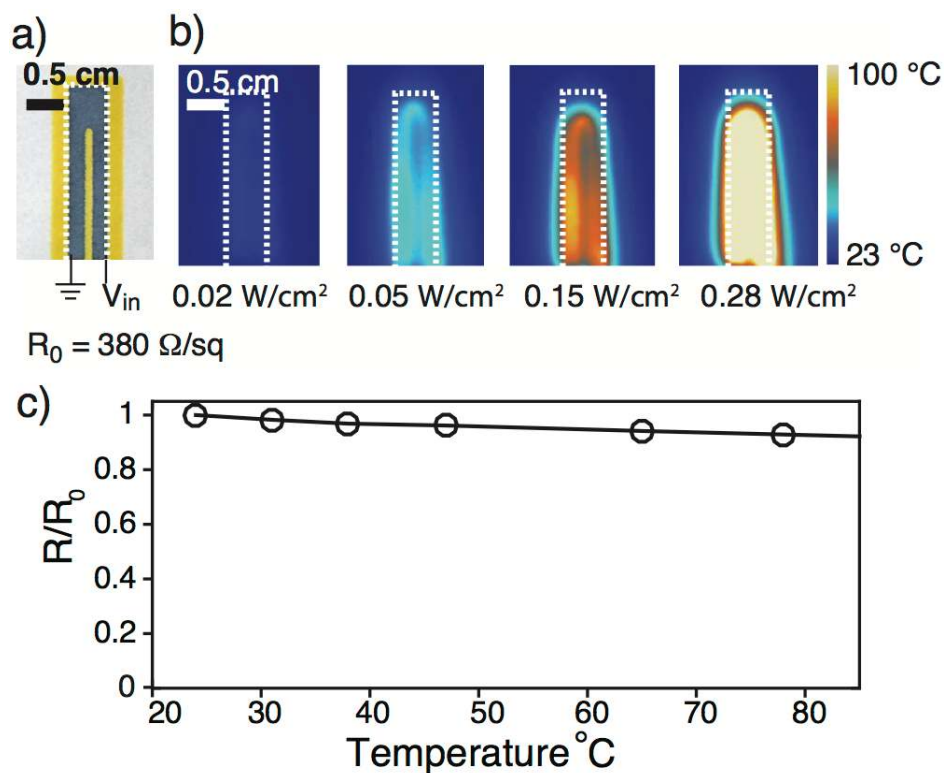 a)
b)
0.5 cm
0.5 cm
100 °C
23 °C
V_in
0.02 W/cm²
0.05 W/cm²
0.15 W/cm²
0.28 W/cm²
R₀ = 380 Ω/sq
c)
1
0.8
0.6
0.4
0.2
0
R/R₀
20
30
40
50
60
70
80
Temperature °C